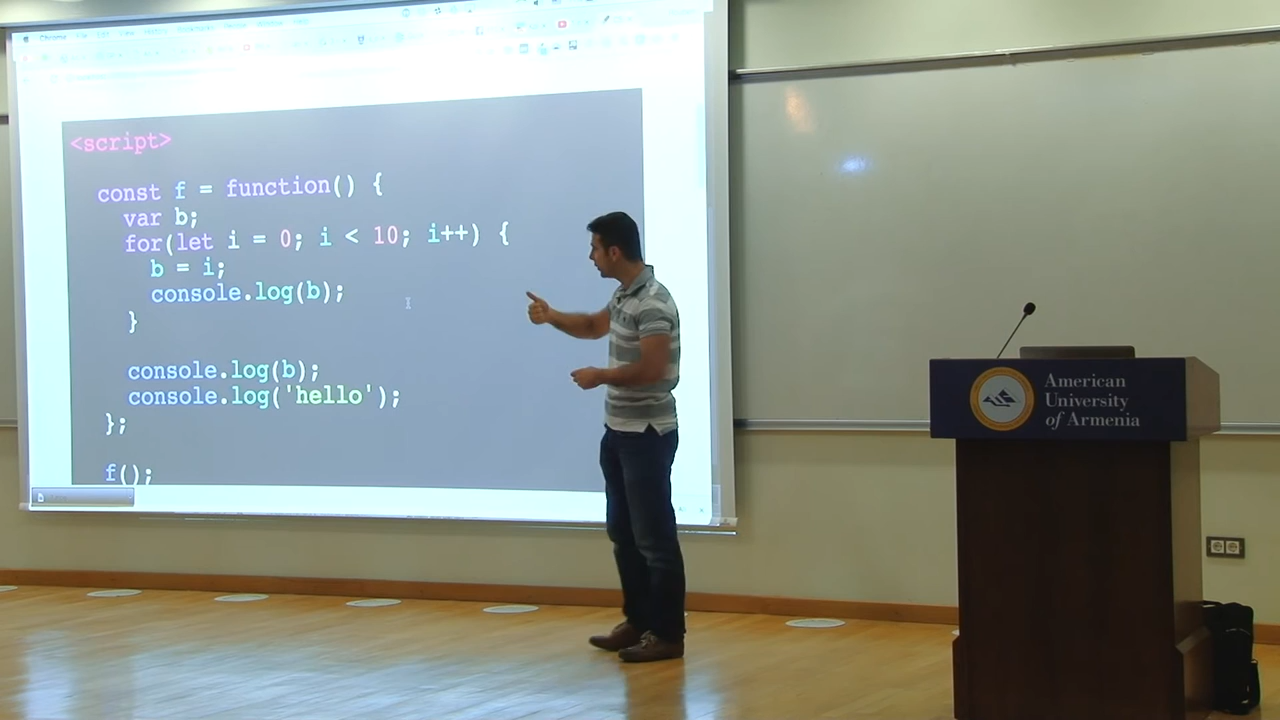 Chrome
<script>
const f = function() {
var b;
for(let i = 0; i < 10; i++) {
b = i;
console.log(b);
}
console.log(b);
console.log('hello');
};
f();
American
University
of Armenia